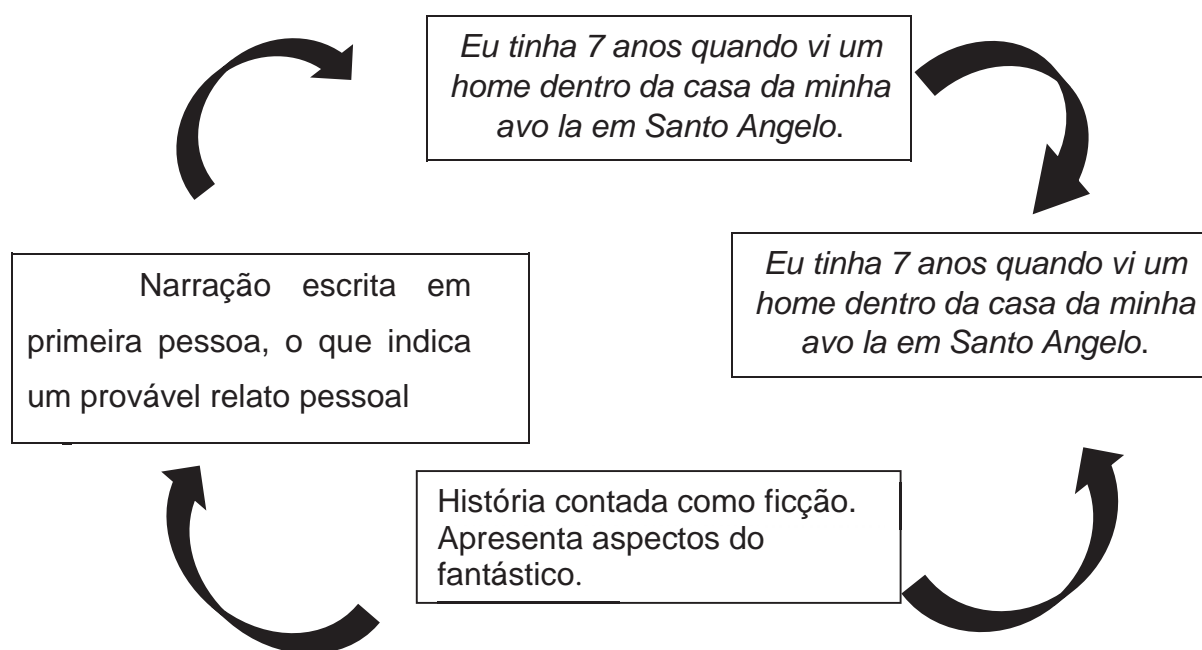 Eu tinha 7 anos quando vi um
home dentro da casa da minha
avo la em Santo Angelo.
Eu tinha 7 anos quando vi um
home dentro da casa da minha
avo la em Santo Angelo.
Narração escrita em
primeira pessoa, o que indica
um provável relato pessoal
História contada como ficção.
Apresenta aspectos do
fantástico.